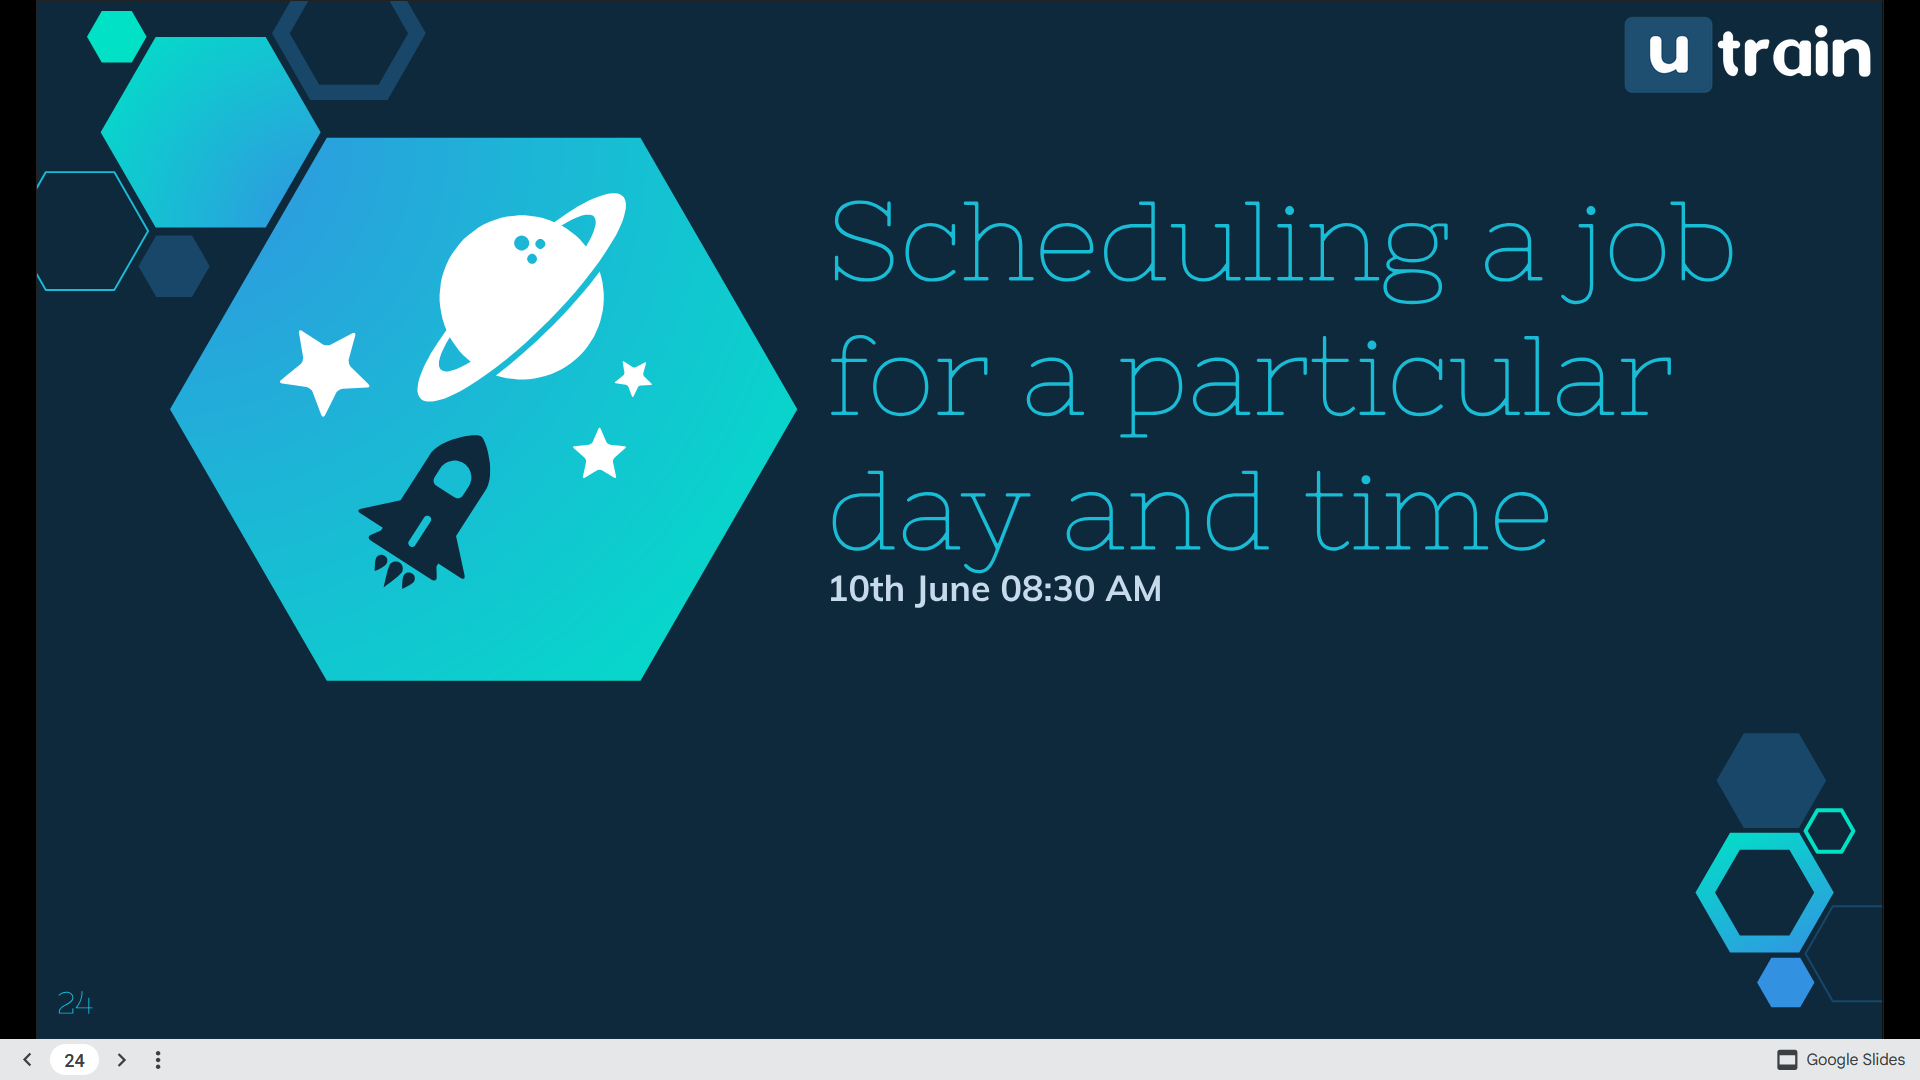 u train
Scheduling a job
for a particular
day and time
10th June 08:30 AM
24
24
Google Slides